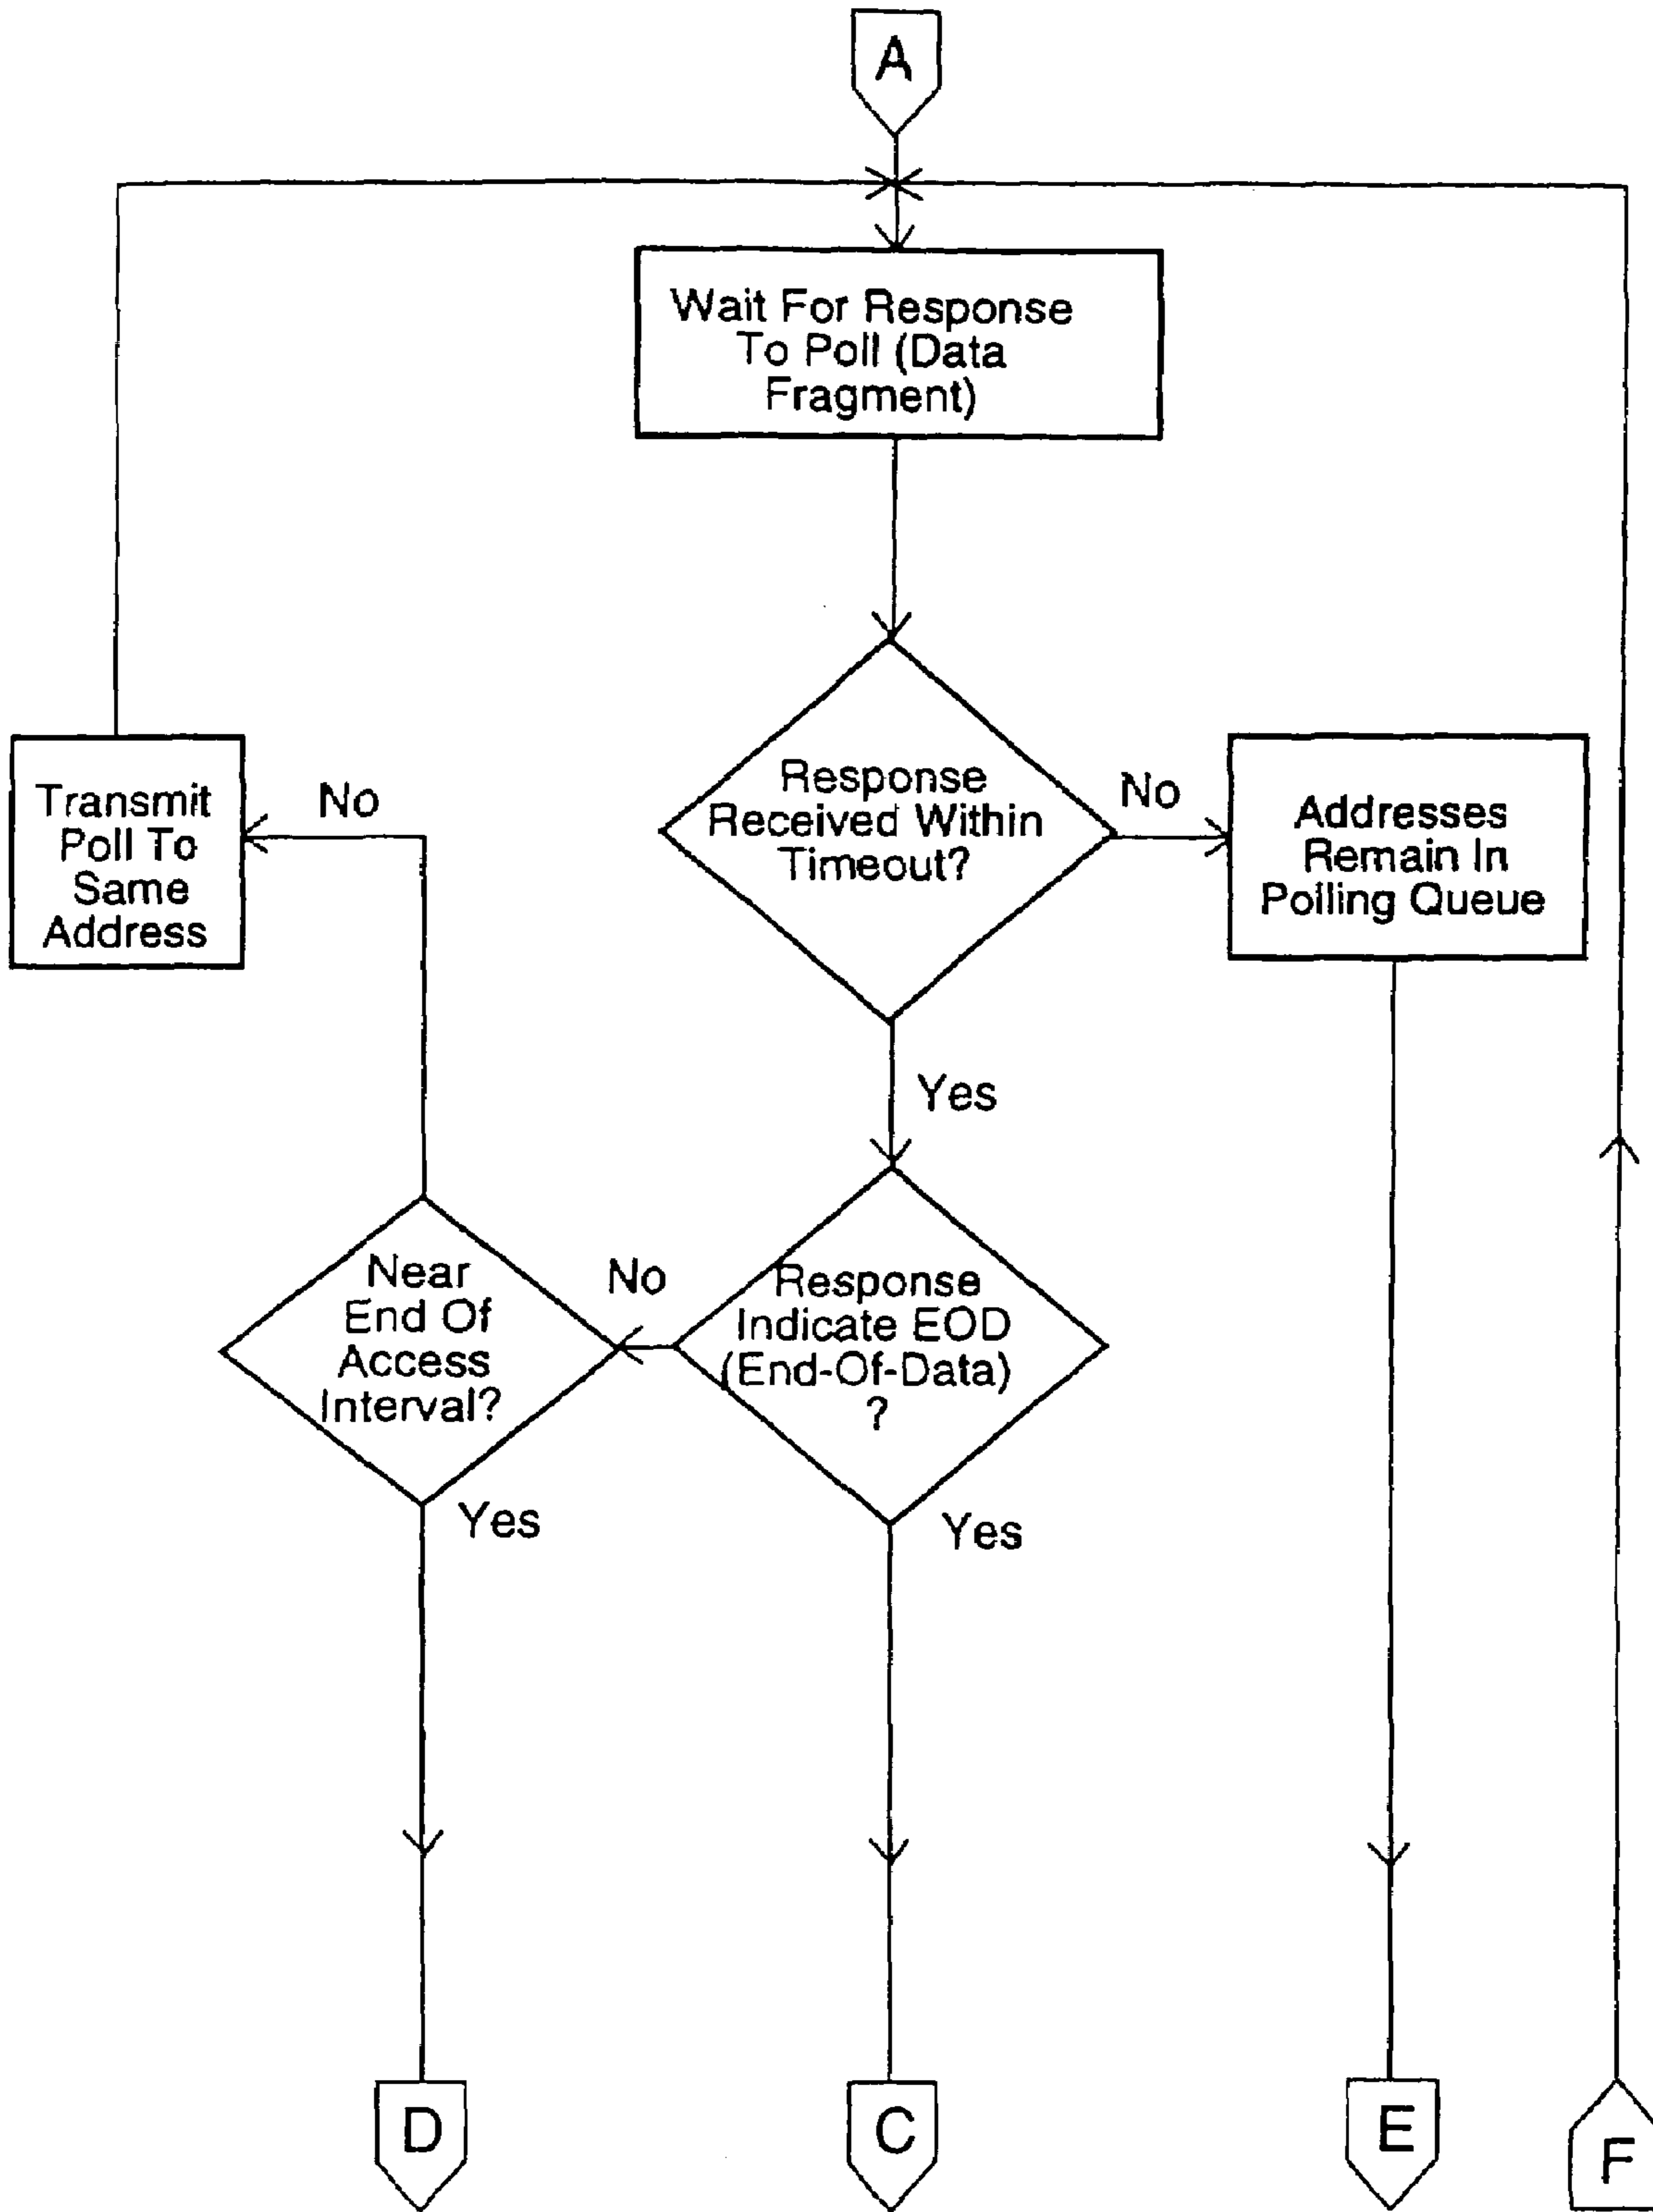 A
Wait For Response
To Poll (Data
Fragment)
Transmit
Poll To
Same
Address
No
Response
Received Within
Timeout?
No
Addresses
Remain In
Polling Queue
Yes
Near
End Of
Access
Interval?
No
Response
Indicate EOD
(End-Of-Data)
?
Yes
Yes
D
C
E
F